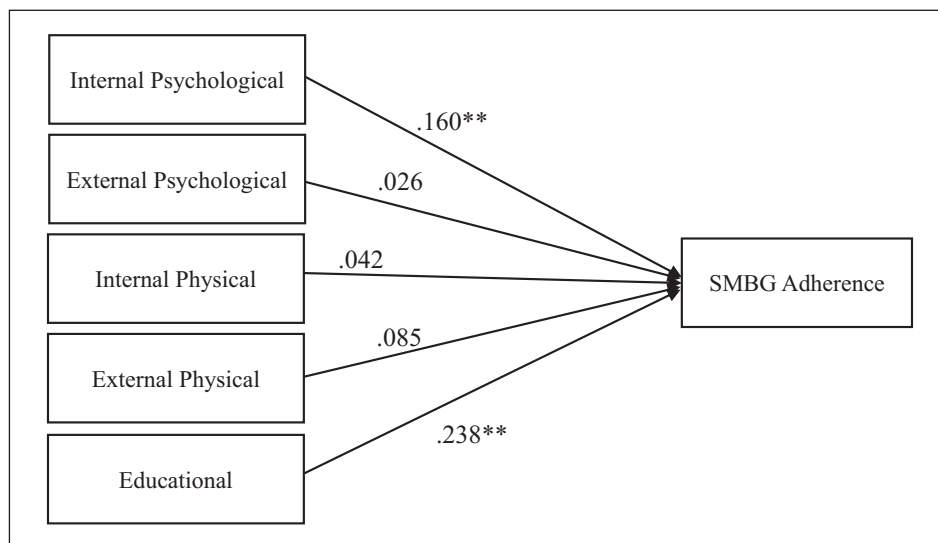 Internal Psychological
.160**
External Psychological
.026
Internal Physical
.042
SMBG Adherence
External Physical
.085
Educational
.238**